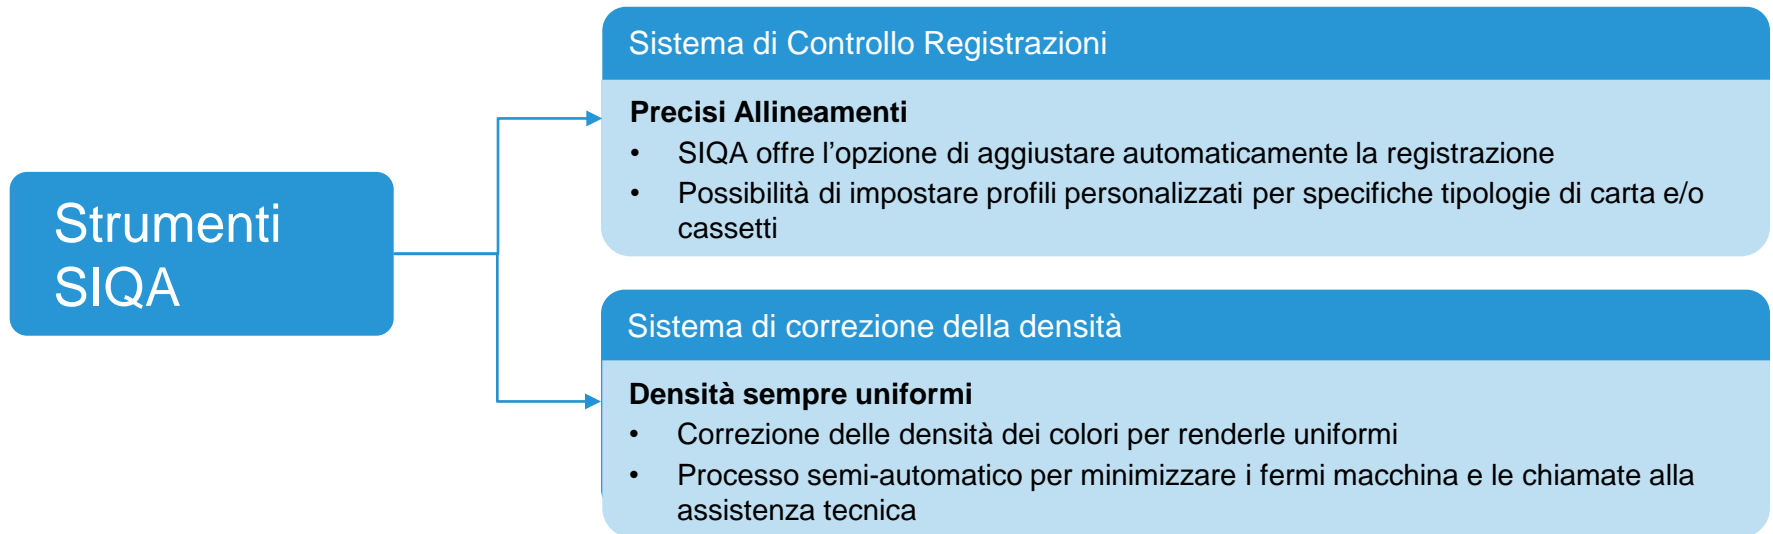 Strumenti
SIQA
Sistema di Controllo Registrazioni
Precisi Allineamenti
• SIQA offre l’opzione di aggiustare automaticamente la registrazione
• Possibilità di impostare profili personalizzati per specifiche tipologie di carta e/o
cassetti
Sistema di correzione della densità
Densità sempre uniformi
• Correzione delle densità dei colori per renderle uniformi
• Processo semi-automatico per minimizzare i fermi macchina e le chiamate alla
assistenza tecnica